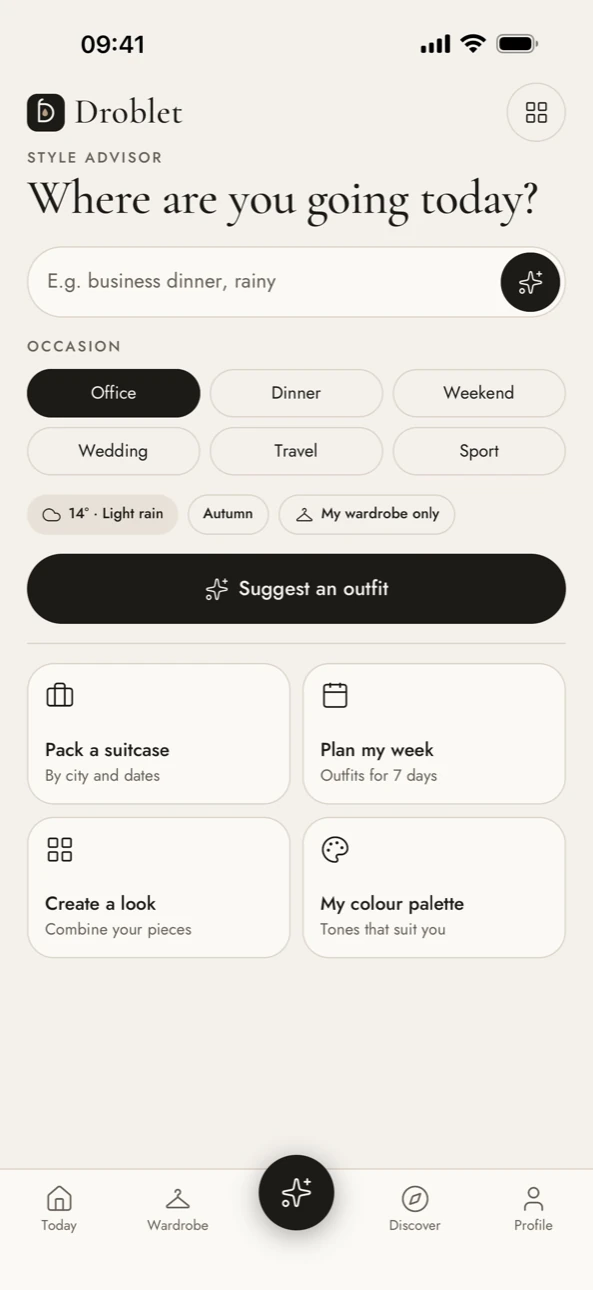 09:41
Droblet
STYLE ADVISOR
Where are you going today?
E.g. business dinner, rainy
OCCASION
Office Dinner Weekend
Wedding Travel Sport
14° · Light rain Autumn My wardrobe only
Suggest an outfit
Pack a suitcase
By city and dates
Plan my week
Outfits for 7 days
Create a look
Combine your pieces
My colour palette
Tones that suit you
Today Wardrobe Discover Profile